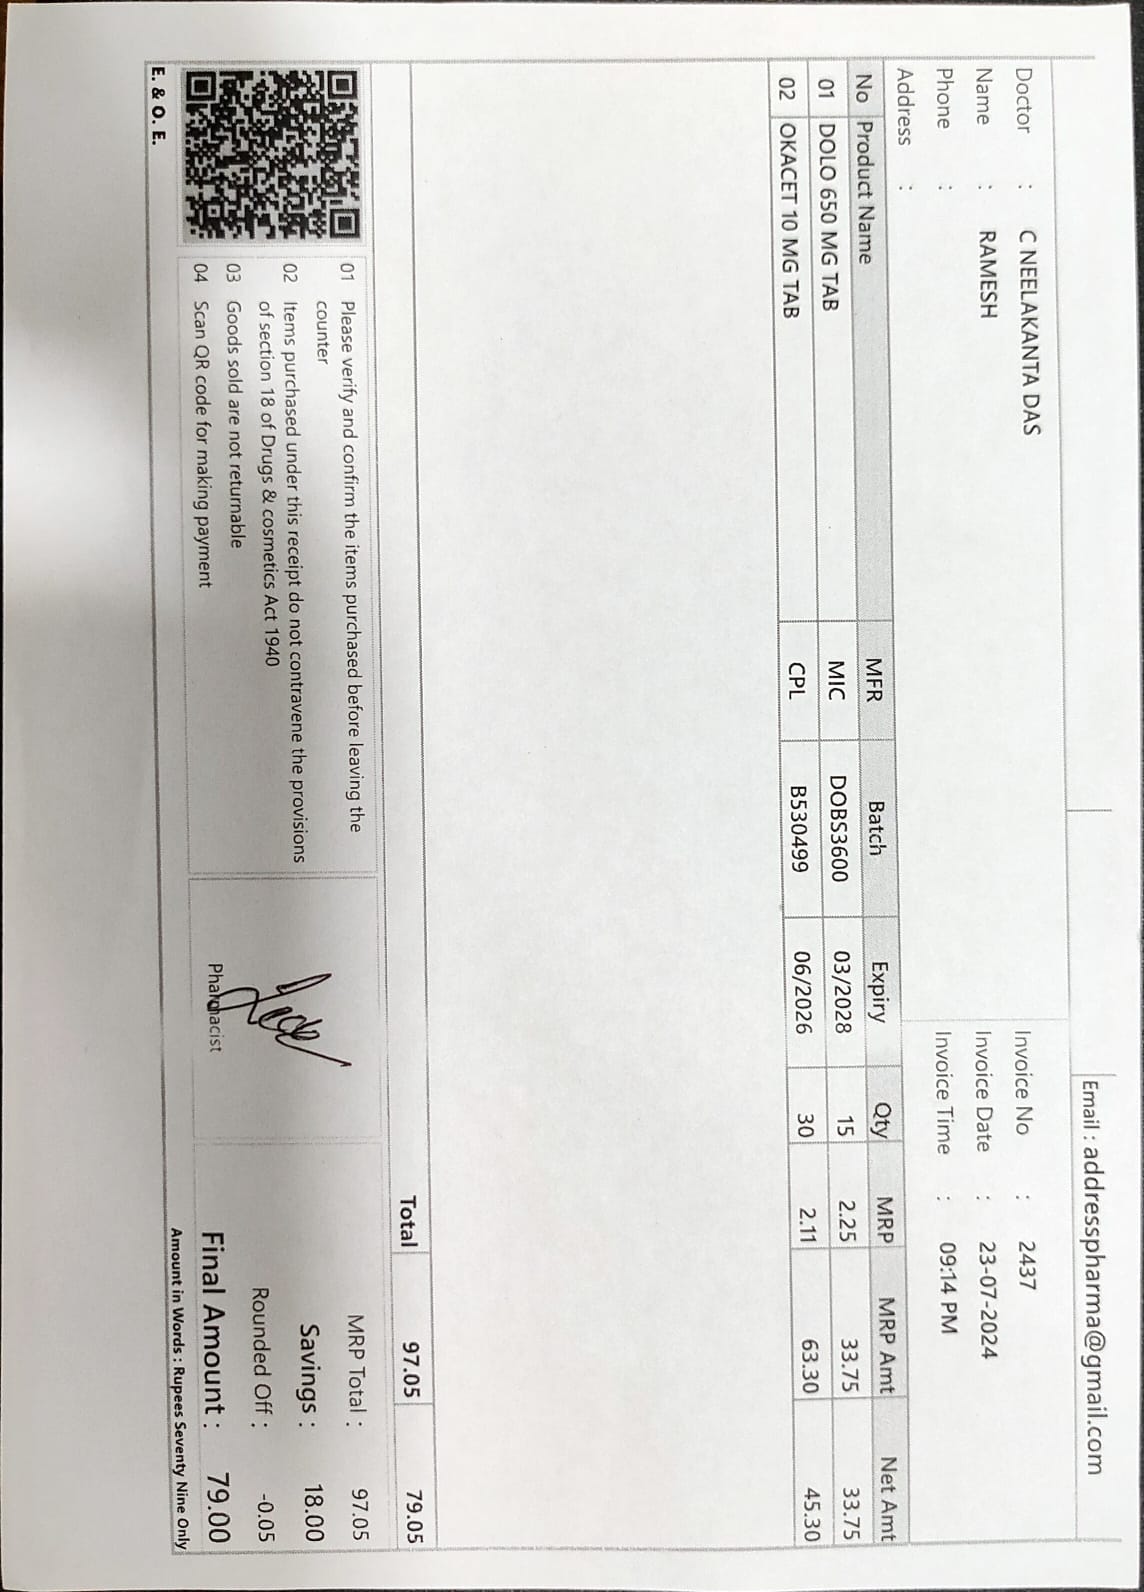 Email : addresspharma@gmail.com
Doctor : C NEELAKANTA DAS
Name : RAMESH
Phone :
Address :
Invoice No : 2437
Invoice Date : 23-07-2024
Invoice Time : 09:14 PM
No Product Name MFR Batch Expiry Qty MRP MRP Amt Net Amt
01 DOLO 650 MG TAB MIC DOBS3600 03/2028 15 2.25 33.75 33.75
02 OKACET 10 MG TAB CPL B530499 06/2026 30 2.11 63.30 45.30
Total 97.05 79.05
01 Please verify and confirm the items purchased before leaving the
counter
02 Items purchased under this receipt do not contravene the provisions
of section 18 of Drugs & cosmetics Act 1940
03 Goods sold are not returnable
04 Scan QR code for making payment
E. & O. E.
Pharmacist
MRP Total : 97.05
Savings : 18.00
Rounded Off : -0.05
Final Amount : 79.00
Amount in Words : Rupees Seventy Nine Only